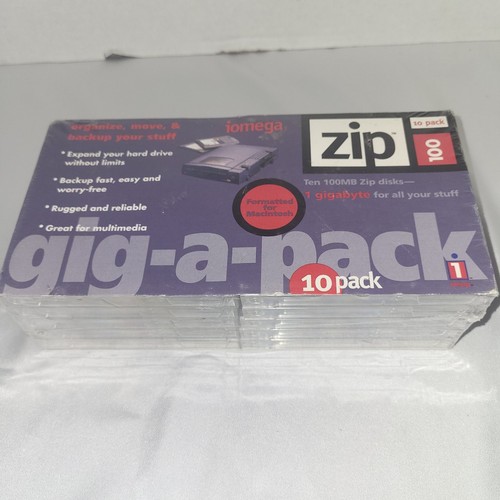 organize, move, &
backup your stuff
* Expand your hard drive
without limits
* Backup fast, easy and
worry-free
* Rugged and reliable
* Great for multimedia
iomega
Formatted
for
Macintosh
zip™
10 pack
100
Ten 100MB Zip disks—
1 gigabyte for all your stuff
gig-a-pack
10 pack
i